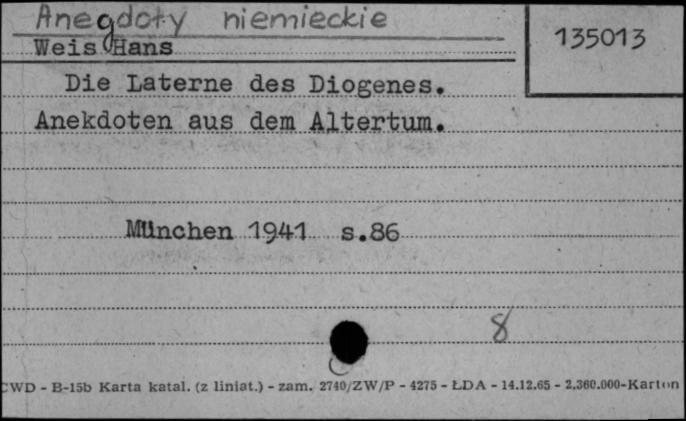 Anegdoty niemieckie
135013
Weis Hans
Die Laterne des Diogenes.
Anekdoten aus dem Altertum.
München 1941 s.86
8
CWD - B-15b Karta katal. (z liniat.) - zam. 2740/ZW/P - 4275 - ŁDA - 14.12.65 - 2.360.000-Karton